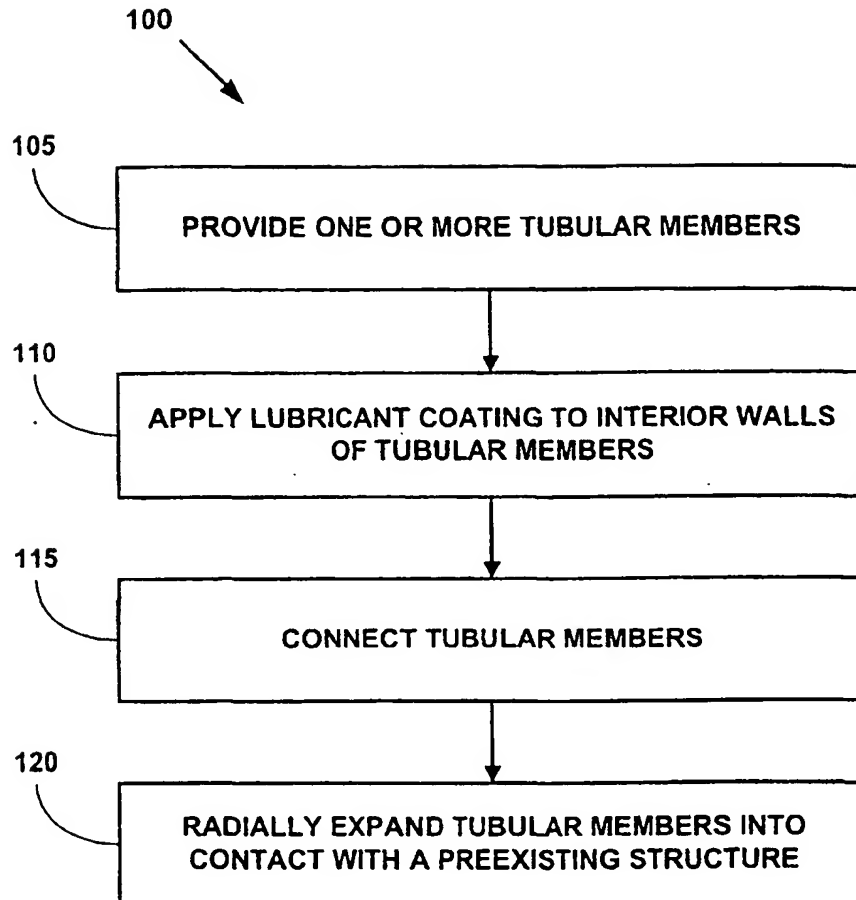 100
105
PROVIDE ONE OR MORE TUBULAR MEMBERS
110
APPLY LUBRICANT COATING TO INTERIOR WALLS
OF TUBULAR MEMBERS
115
CONNECT TUBULAR MEMBERS
120
RADIALLY EXPAND TUBULAR MEMBERS INTO
CONTACT WITH A PREEXISTING STRUCTURE